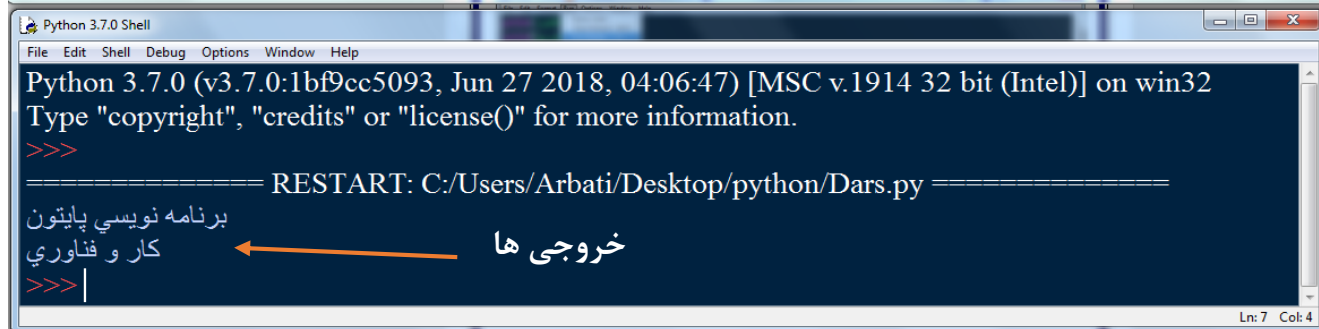 Python 3.7.0 Shell
File Edit Shell Debug Options Window Help
Python 3.7.0 (v3.7.0:1bf9cc5093, Jun 27 2018, 04:06:47) [MSC v.1914 32 bit (Intel)] on win32
Type "copyright", "credits" or "license()" for more information.
>>>
============== RESTART: C:/Users/Arbati/Desktop/python/Dars.py ==============
برنامه نويسي پايتون
کار و فناوري
خروجی ها
>>>
Ln: 7 Col: 4